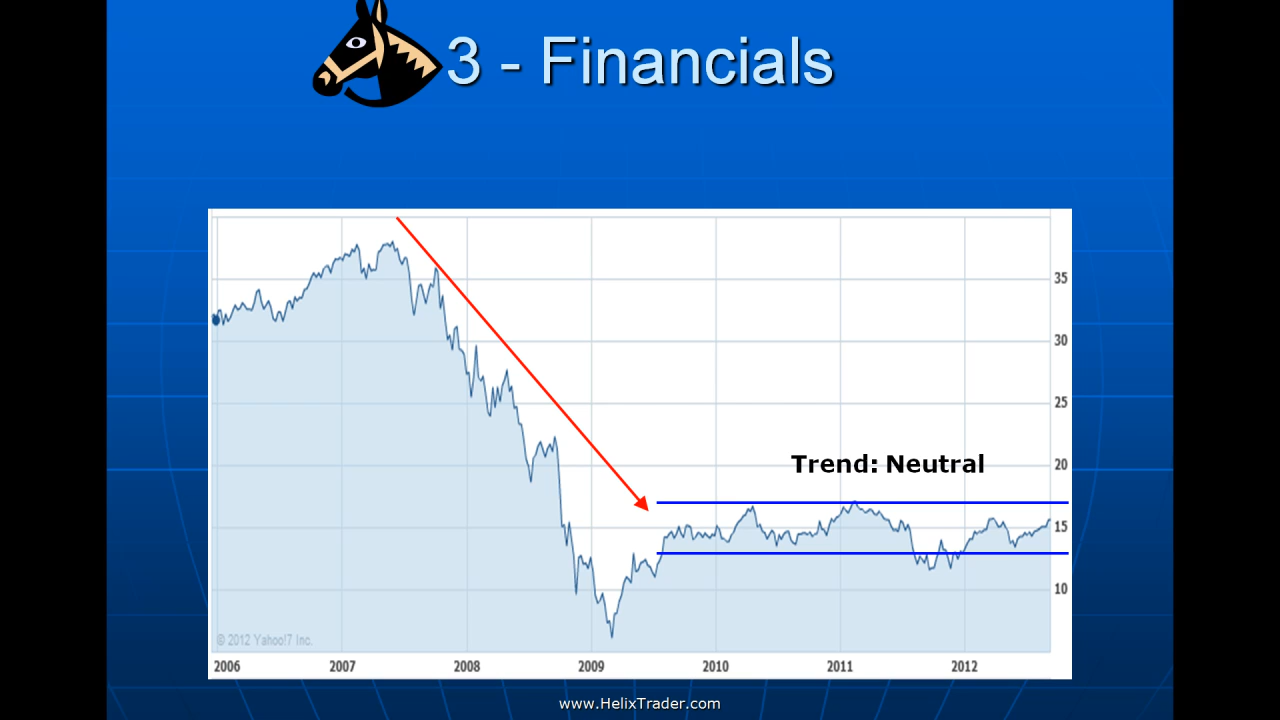 3 - Financials
35
30
25
Trend: Neutral
20
15
10
© 2012 Yahoo!7 Inc.
2006 2007 2008 2009 2010 2011 2012
www.HelixTrader.com